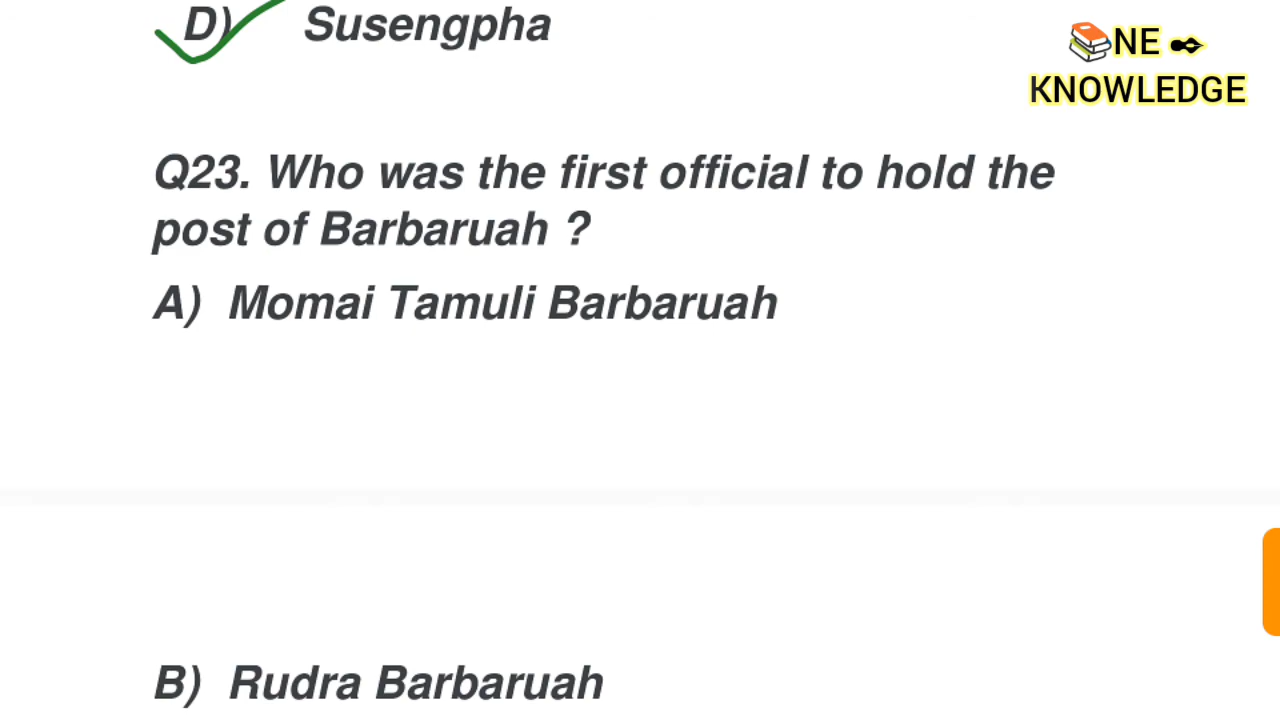 D) Susengpha
NE
KNOWLEDGE
Q23. Who was the first official to hold the
post of Barbaruah ?
A) Momai Tamuli Barbaruah
B) Rudra Barbaruah